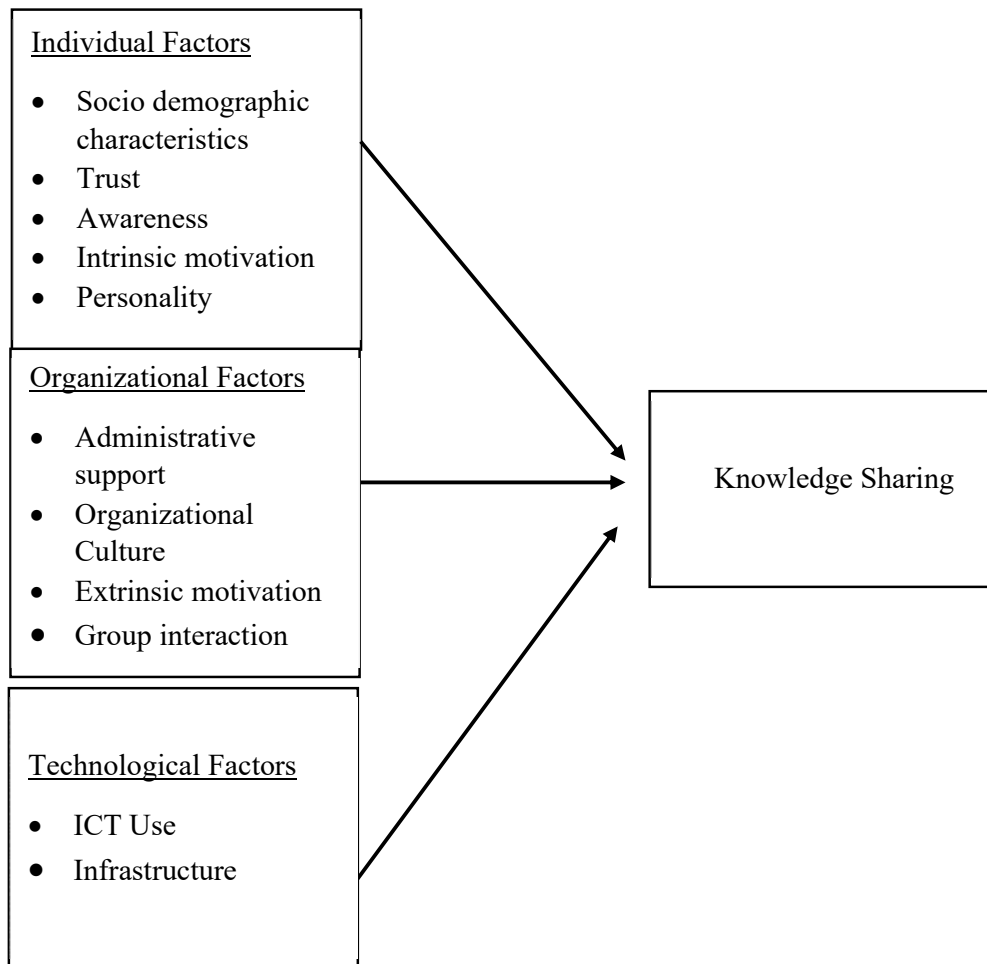 Individual Factors
• Socio demographic
characteristics
• Trust
• Awareness
• Intrinsic motivation
• Personality
Organizational Factors
• Administrative
support
• Organizational
Culture
• Extrinsic motivation
• Group interaction
Technological Factors
• ICT Use
• Infrastructure
Knowledge Sharing